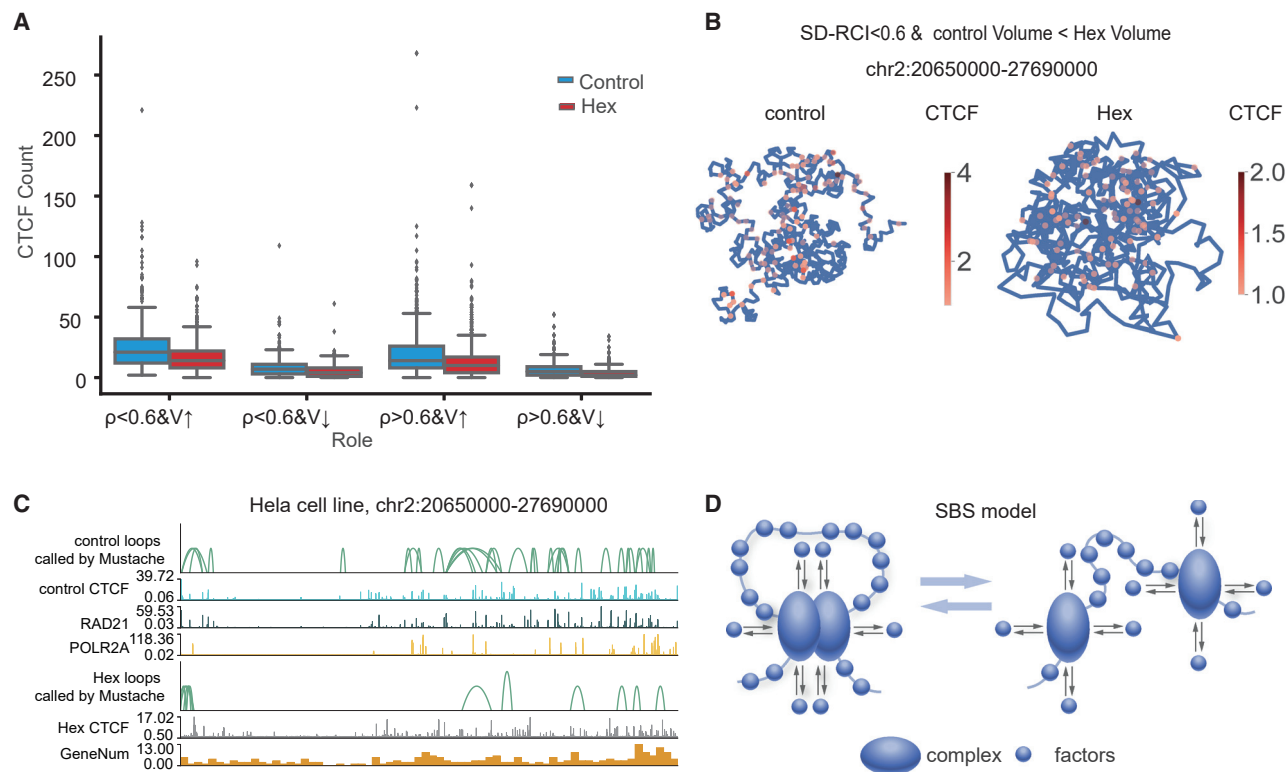 A
CTCF Count
250
200
150
100
50
0
Control
Hex
ρ<0.6&V↑
ρ<0.6&V↓
ρ>0.6&V↑
ρ>0.6&V↓
Role
B
SD-RCI<0.6 & control Volume < Hex Volume
chr2:20650000-27690000
control
CTCF
Hex
CTCF
4
2
2.0
1.5
1.0
C
Hela cell line, chr2:20650000-27690000
control loops
called by Mustache
39.72
control CTCF
0.06
59.53
RAD21
0.03
118.36
POLR2A
0.02
Hex loops
called by Mustache
17.02
Hex CTCF
0.50
13.00
GeneNum
0.00
D
SBS model
complex
factors